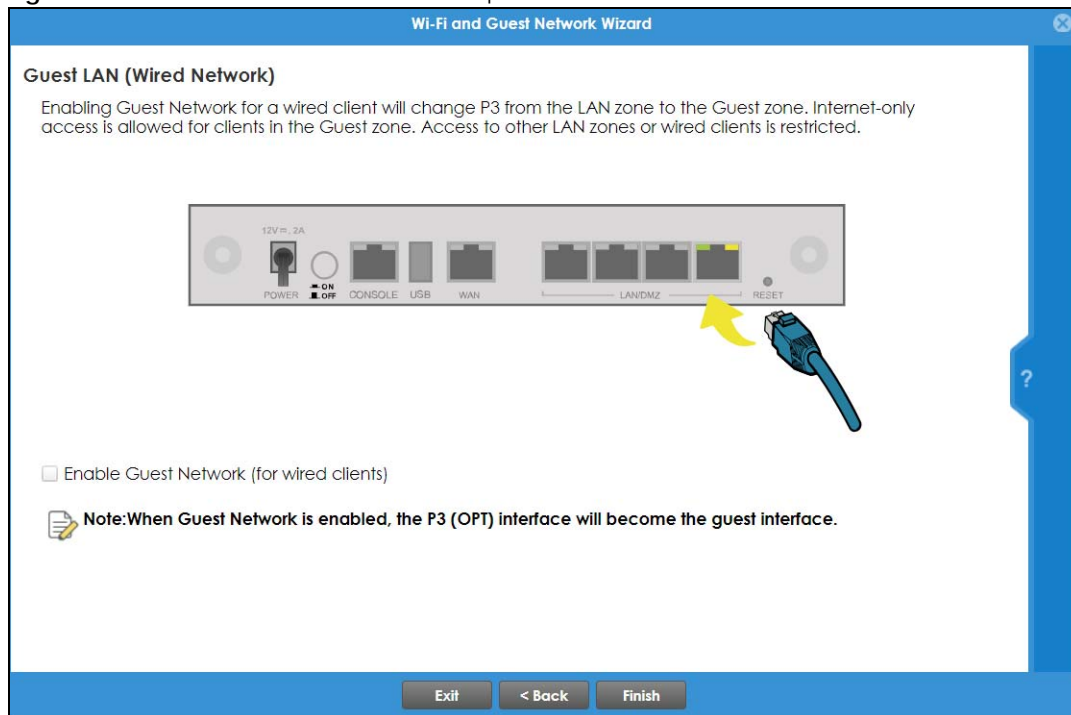 Wi-Fi and Guest Network Wizard
Guest LAN (Wired Network)
Enabling Guest Network for a wired client will change P3 from the LAN zone to the Guest zone. Internet-only
access is allowed for clients in the Guest zone. Access to other LAN zones or wired clients is restricted.
12V⎓, 2A
POWER
ON
OFF
CONSOLE
USB
WAN
LAN/DMZ
RESET
?
Enable Guest Network (for wired clients)
Note:When Guest Network is enabled, the P3 (OPT) interface will become the guest interface.
Exit
< Back
Finish